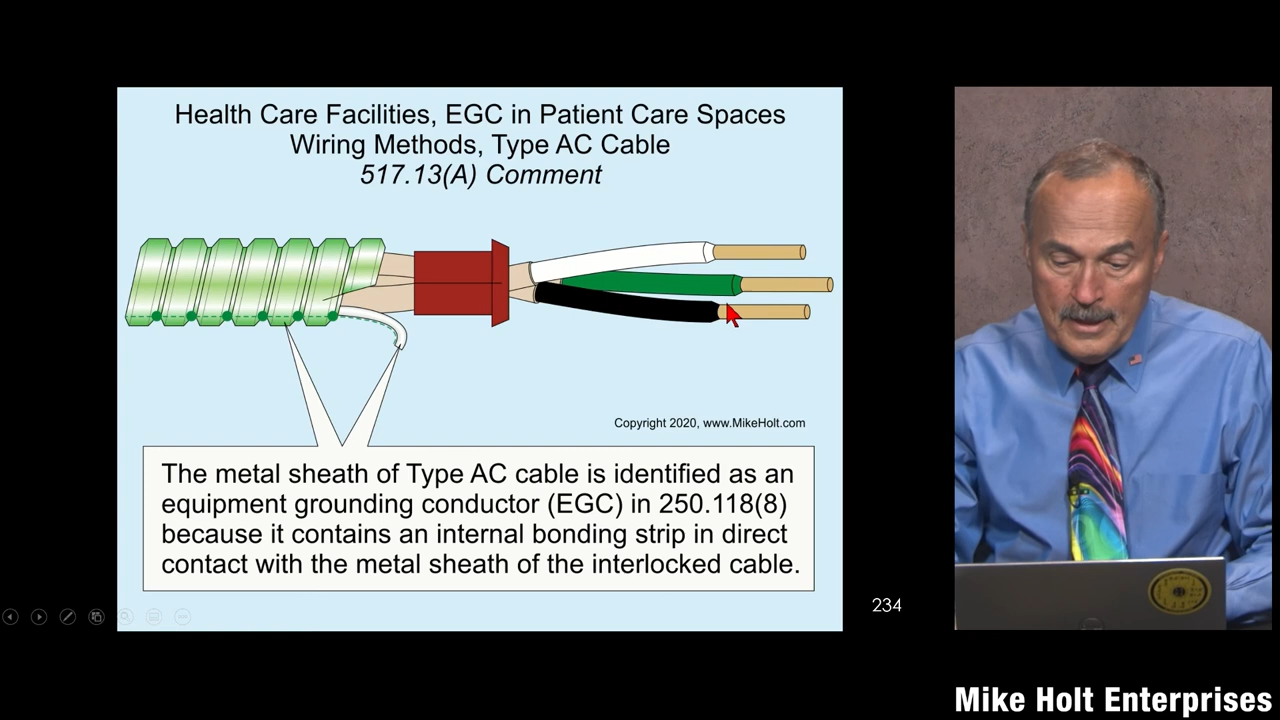 Health Care Facilities, EGC in Patient Care Spaces
Wiring Methods, Type AC Cable
517.13(A) Comment
Copyright 2020, www.MikeHolt.com
The metal sheath of Type AC cable is identified as an
equipment grounding conductor (EGC) in 250.118(8)
because it contains an internal bonding strip in direct
contact with the metal sheath of the interlocked cable.
234
Mike Holt Enterprises